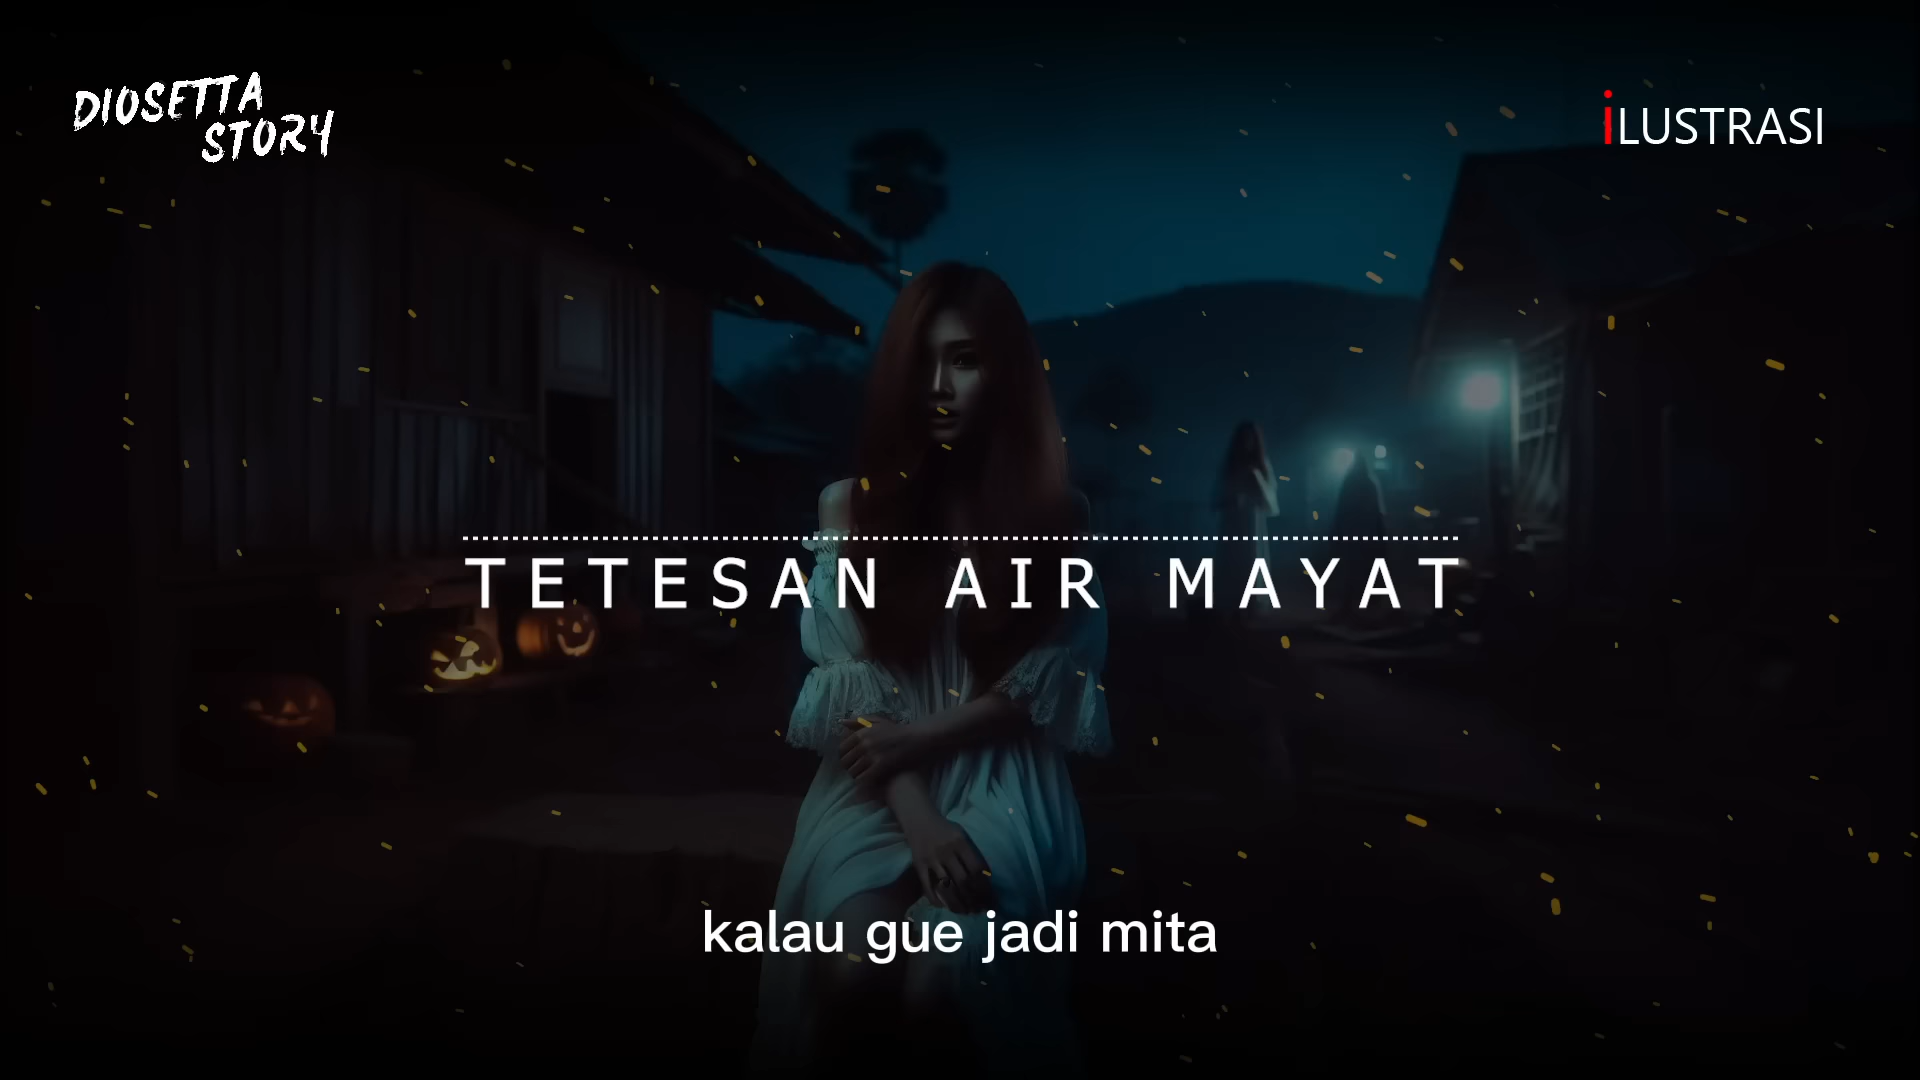 DIOSETTA
STORY
iLUSTRASI
TETESAN AIR MAYAT
kalau gue jadi mita